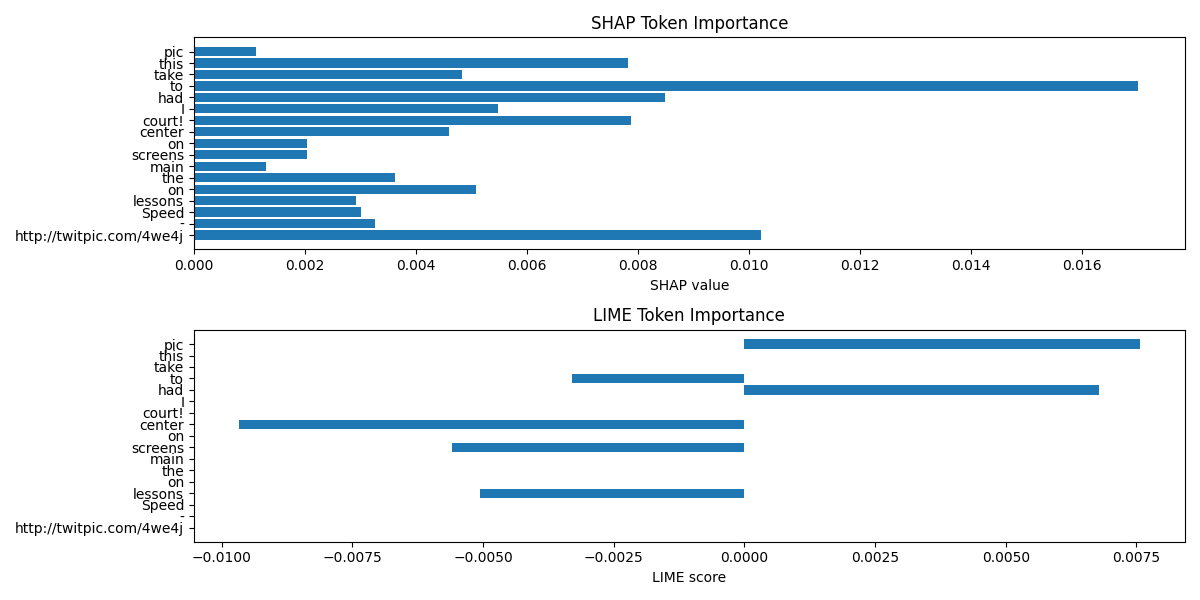 SHAP Token Importance
pic
this
take
to
had
I
court!
center
on
screens
main
the
on
lessons
Speed
-
http://twitpic.com/4we4j
0.000 0.002 0.004 0.006 0.008 0.010 0.012 0.014 0.016
SHAP value
LIME Token Importance
pic
this
take
to
had
I
court!
center
on
screens
main
the
on
lessons
Speed
-
http://twitpic.com/4we4j
−0.0100 −0.0075 −0.0050 −0.0025 0.0000 0.0025 0.0050 0.0075
LIME score